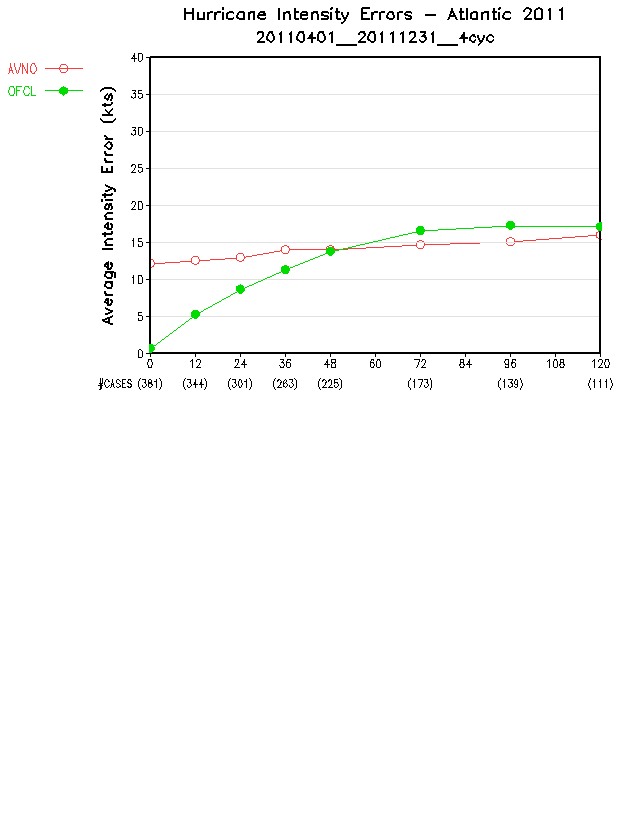 Hurricane Intensity Errors - Atlantic 2011
20110401__20111231__4cyc
AVNO
OFCL
Average Intensity Error (kts)
40
35
30
25
20
15
10
5
0
0 12 24 36 48 60 72 84 96 108 120
#CASES (381) (344) (301) (263) (225) (173) (139) (111)